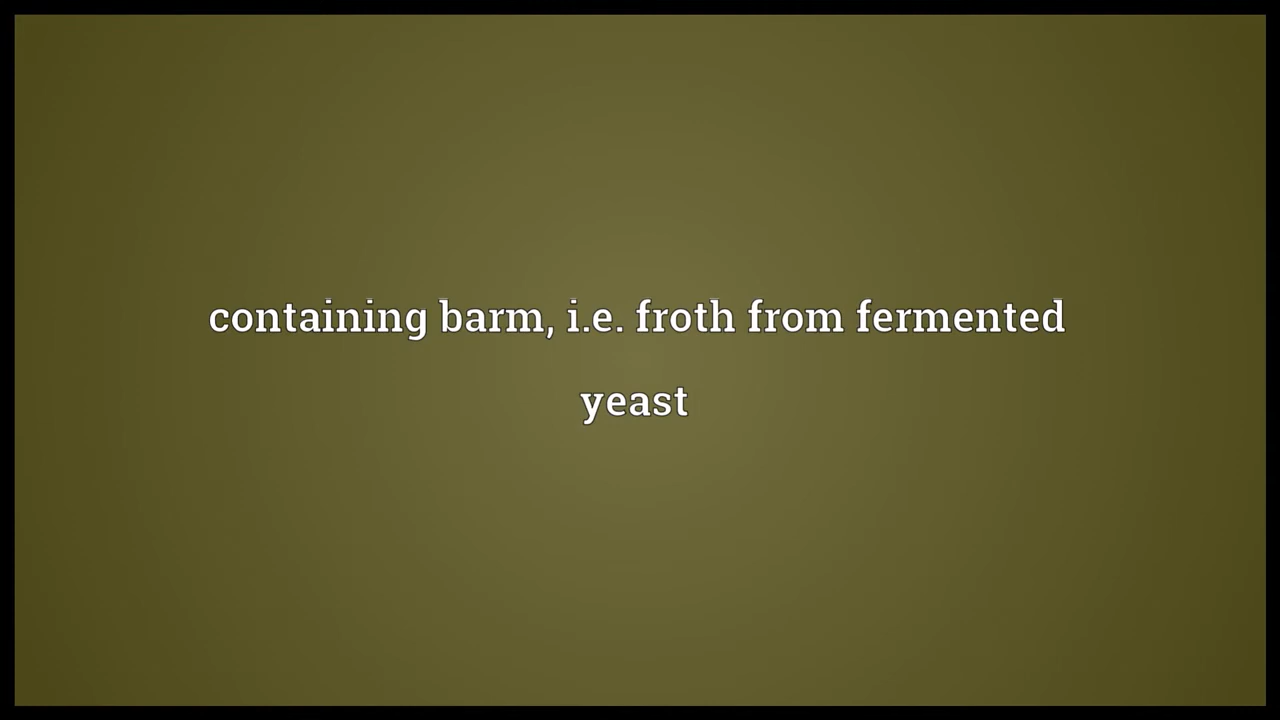 containing barm, i.e. froth from fermented
yeast